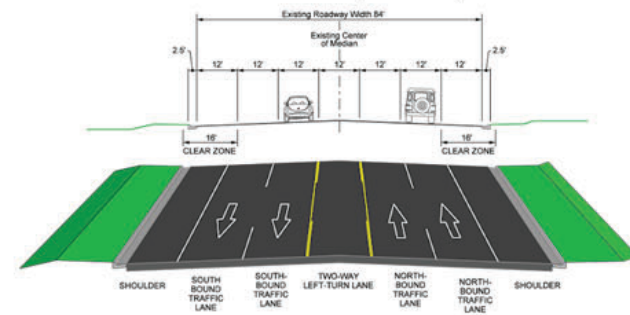 Existing Roadway Width 84'
Existing Center
of Median
2.5' 12' 12' 12' 12' 12' 12' 12' 2.5'
16' 16'
CLEAR ZONE CLEAR ZONE
SHOULDER
SOUTH
BOUND
TRAFFIC
LANE
SOUTH-
BOUND
TRAFFIC
LANE
TWO-WAY
LEFT-TURN LANE
NORTH-
BOUND
TRAFFIC
LANE
NORTH-
BOUND
TRAFFIC
LANE
SHOULDER